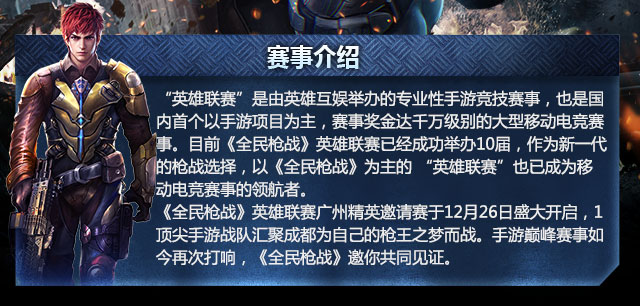 赛事介绍
“英雄联赛”是由英雄互娱举办的专业性手游竞技赛事，也是国
内首个以手游项目为主，赛事奖金达千万级别的大型移动电竞赛
事。目前《全民枪战》英雄联赛已经成功举办10届，作为新一代
的枪战选择，以《全民枪战》为主的 “英雄联赛”也已成为移
动电竞赛事的领航者。
《全民枪战》英雄联赛广州精英邀请赛于12月26日盛大开启，1
顶尖手游战队汇聚成都为自己的枪王之梦而战。手游巅峰赛事如
今再次打响，《全民枪战》邀你共同见证。